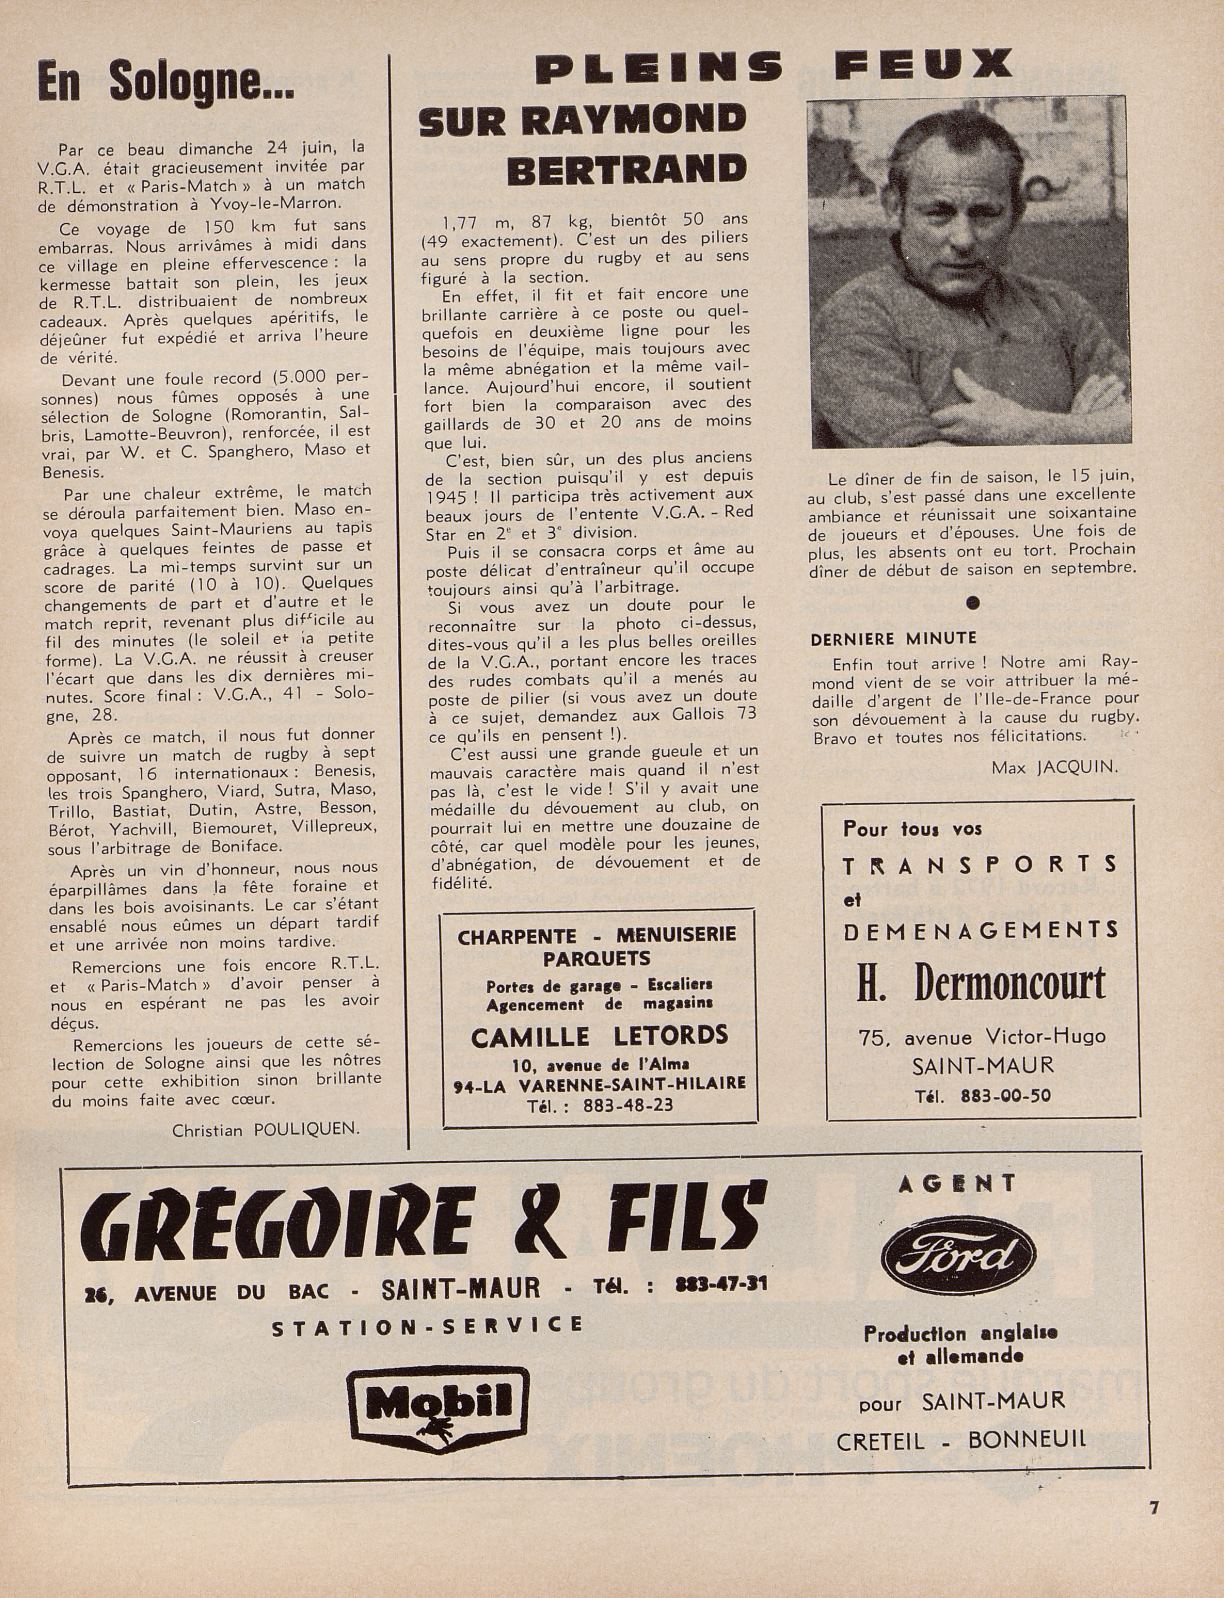 En Sologne...
Par ce beau dimanche 24 juin, la
V.G.A. était gracieusement invitée par
R.T.L. et « Paris-Match » à un match
de démonstration à Yvoy-le-Marron.
Ce voyage de 150 km fut sans
embarras. Nous arrivâmes à midi dans
ce village en pleine effervescence : la
kermesse battait son plein, les jeux
de R.T.L. distribuaient de nombreux
cadeaux. Après quelques apéritifs, le
déjeûner fut expédié et arriva l'heure
de vérité.
Devant une foule record (5.000 per-
sonnes) nous fûmes opposés à une
sélection de Sologne (Romorantin, Sal-
bris, Lamotte-Beuvron), renforcée, il est
vrai, par W. et C. Spanghero, Maso et
Benesis.
Par une chaleur extrême, le match
se déroula parfaitement bien. Maso en-
voya quelques Saint-Mauriens au tapis
grâce à quelques feintes de passe et
cadrages. La mi-temps survint sur un
score de parité (10 à 10). Quelques
changements de part et d'autre et le
match reprit, revenant plus difficile au
fil des minutes (le soleil et la petite
forme). La V.G.A. ne réussit à creuser
l'écart que dans les dix dernières mi-
nutes. Score final : V.G.A., 41 - Solo-
gne, 28.
Après ce match, il nous fut donner
de suivre un match de rugby à sept
opposant, 16 internationaux : Benesis,
les trois Spanghero, Viard, Sutra, Maso,
Trillo, Bastiat, Dutin, Astre, Besson,
Bérot, Yachvill, Biemouret, Villepreux,
sous l'arbitrage de Boniface.
Après un vin d'honneur, nous nous
éparpillâmes dans la fête foraine et
dans les bois avoisinants. Le car s'étant
ensablé nous eûmes un départ tardif
et une arrivée non moins tardive.
Remercions une fois encore R.T.L.
et « Paris-Match » d'avoir penser à
nous en espérant ne pas les avoir
déçus.
Remercions les joueurs de cette sé-
lection de Sologne ainsi que les nôtres
pour cette exhibition sinon brillante
du moins faite avec cœur.
Christian POULIQUEN.
PLEINS FEUX
SUR RAYMOND
BERTRAND
1,77 m, 87 kg, bientôt 50 ans
(49 exactement). C'est un des piliers
au sens propre du rugby et au sens
figuré à la section.
En effet, il fit et fait encore une
brillante carrière à ce poste ou quel-
quefois en deuxième ligne pour les
besoins de l'équipe, mais toujours avec
la même abnégation et la même vail-
lance. Aujourd'hui encore, il soutient
fort bien la comparaison avec des
gaillards de 30 et 20 ans de moins
que lui.
C'est, bien sûr, un des plus anciens
de la section puisqu'il y est depuis
1945 ! Il participa très activement aux
beaux jours de l'entente V.G.A. - Red
Star en 2e et 3e division.
Puis il se consacra corps et âme au
poste délicat d'entraîneur qu'il occupe
toujours ainsi qu'à l'arbitrage.
Si vous avez un doute pour le
reconnaître sur la photo ci-dessus,
dites-vous qu'il a les plus belles oreilles
de la V.G.A., portant encore les traces
des rudes combats qu'il a menés au
poste de pilier (si vous avez un doute
à ce sujet, demandez aux Gallois 73
ce qu'ils en pensent !).
C'est aussi une grande gueule et un
mauvais caractère mais quand il n'est
pas là, c'est le vide ! S'il y avait une
médaille du dévouement au club, on
pourrait lui en mettre une douzaine de
côté, car quel modèle pour les jeunes,
d'abnégation, de dévouement et de
fidélité.
Le dîner de fin de saison, le 15 juin,
au club, s'est passé dans une excellente
ambiance et réunissait une soixantaine
de joueurs et d'épouses. Une fois de
plus, les absents ont eu tort. Prochain
dîner de début de saison en septembre.
DERNIERE MINUTE
Enfin tout arrive ! Notre ami Ray-
mond vient de se voir attribuer la mé-
daille d'argent de l'Ile-de-France pour
son dévouement à la cause du rugby.
Bravo et toutes nos félicitations.
Max JACQUIN.
CHARPENTE - MENUISERIE
PARQUETS
Portes de garage - Escaliers
Agencement de magasins
CAMILLE LETORDS
10, avenue de l'Alma
94-LA VARENNE-SAINT-HILAIRE
Tél. : 883-48-23
Pour tous vos
TRANSPORTS
et
DEMENAGEMENTS
H. Dermoncourt
75, avenue Victor-Hugo
SAINT-MAUR
Tél. 883-00-50
GREGOIRE & FILS
26, AVENUE DU BAC - SAINT-MAUR - Tél. : 883-47-31
STATION-SERVICE
Mobil
AGENT
Ford
Production anglaise
et allemande
pour SAINT-MAUR
CRETEIL - BONNEUIL
7